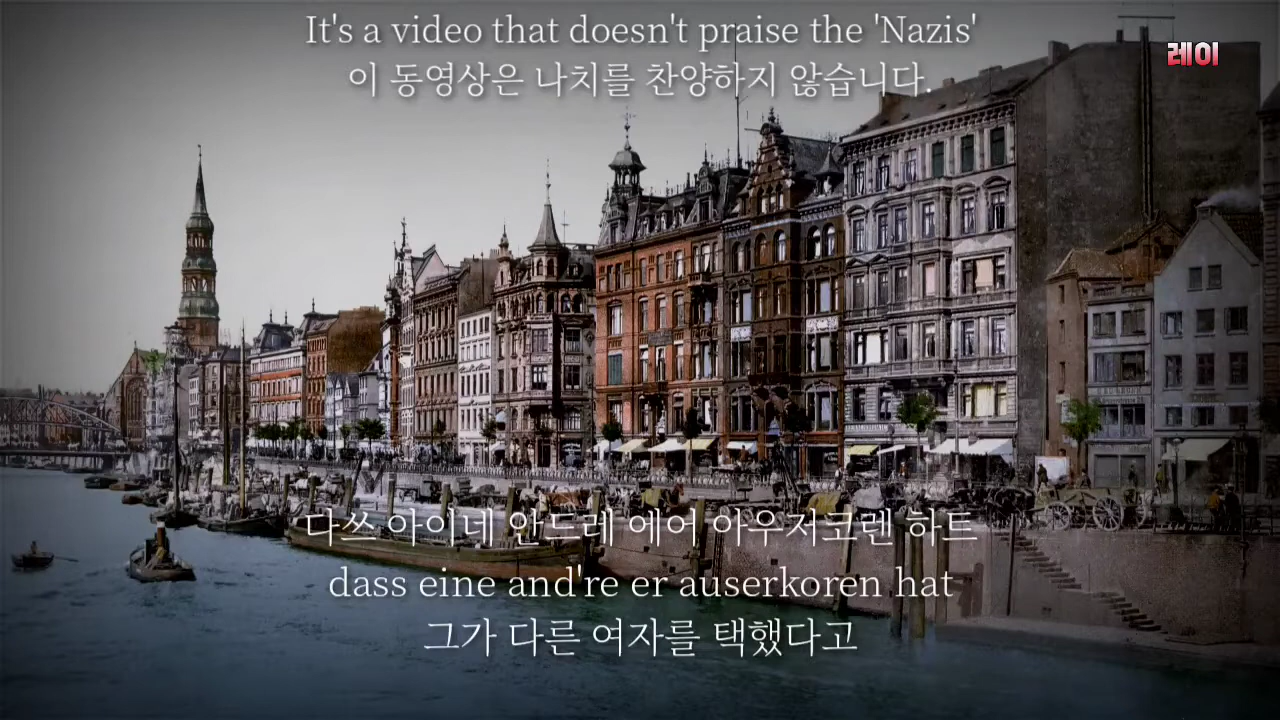 It's a video that doesn't praise the 'Nazis'
이 동영상은 나치를 찬양하지 않습니다.
레이
다쓰 아이네 안드레 에어 아우저코렌 하트
dass eine and're er auserkoren hat
그가 다른 여자를 택했다고